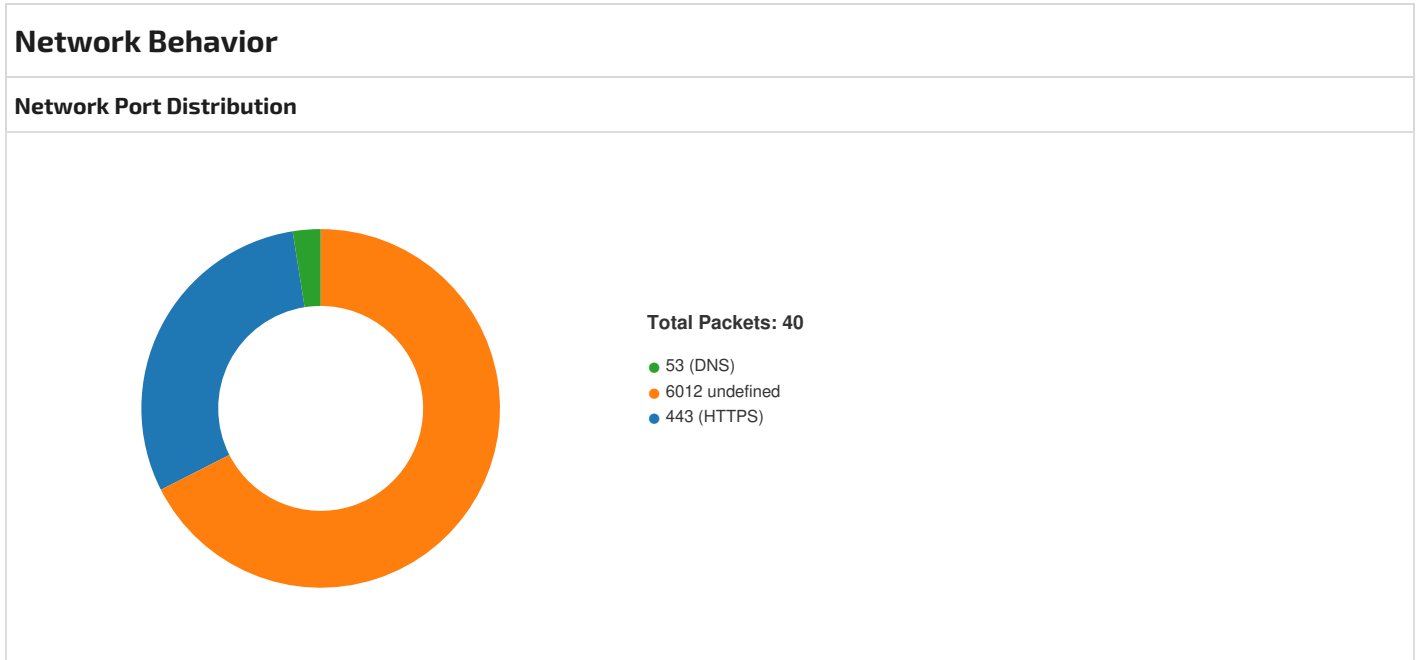 Network Behavior
Network Port Distribution
Total Packets: 40
53 (DNS)
6012 undefined
443 (HTTPS)